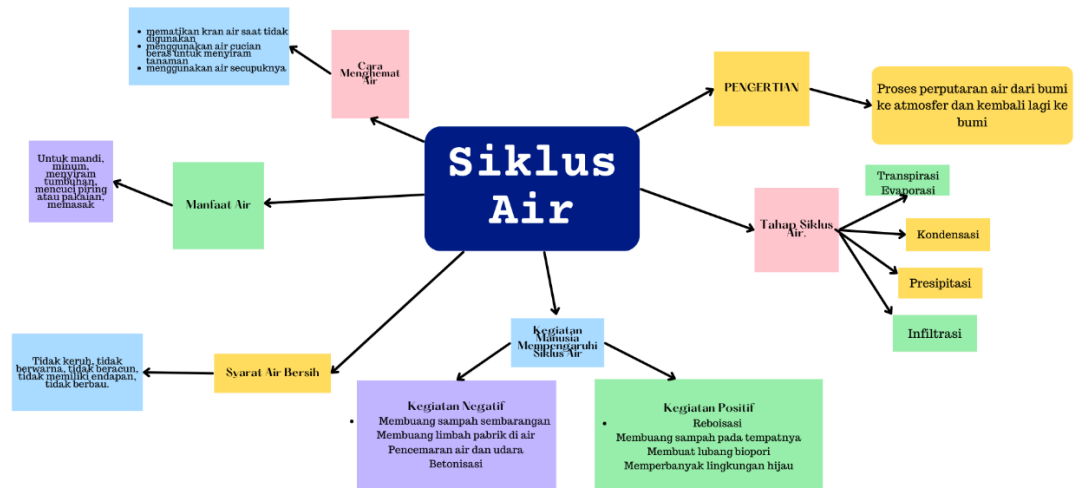 Siklus
Air
PENGERTIAN
Proses perputaran air dari bumi
ke atmosfer dan kembali lagi ke
bumi
Tahap Siklus
Air.
Transpirasi
Evaporasi
Kondensasi
Presipitasi
Infiltrasi
Kegiatan
Manusia
Mempengaruhi
Siklus Air
Kegiatan Positif
• Reboisasi
Membuang sampah pada tempatnya
Membuat lubang biopori
Memperbanyak lingkungan hijau
Kegiatan Negatif
• Membuang sampah sembarangan
Membuang limbah pabrik di air
Pencemaran air dan udara
Betonisasi
Syarat Air Bersih
Tidak keruh, tidak
berwarna, tidak beracun,
tidak memiliki endapan,
tidak berbau.
Manfaat Air
Untuk mandi,
minum,
menyiram
tumbuhan,
mencuci piring
atau pakaian,
memasak
Cara
Menghemat
Air
• mematikan kran air saat tidak
digunakan
• menggunakan air cucian
beras untuk menyiram
tanaman
• menggunakan air secupuknya